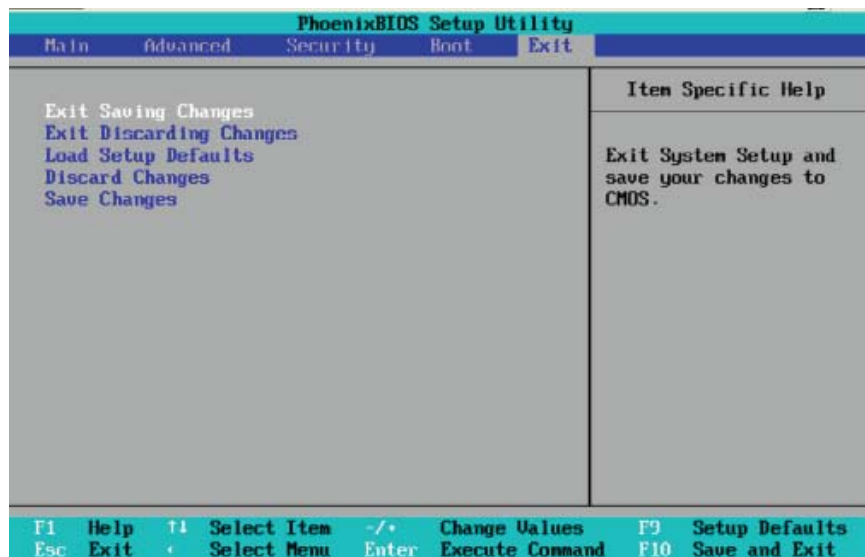 PhoenixBIOS Setup Utility
Main Advanced Security Boot Exit
Item Specific Help
Exit Saving Changes
Exit Discarding Changes
Load Setup Defaults
Discard Changes
Save Changes
Exit System Setup and
save your changes to
CMOS.
F1 Help ↑↓ Select Item -/+ Change Values F9 Setup Defaults
Esc Exit Select Menu Enter Execute Command F10 Save and Exit